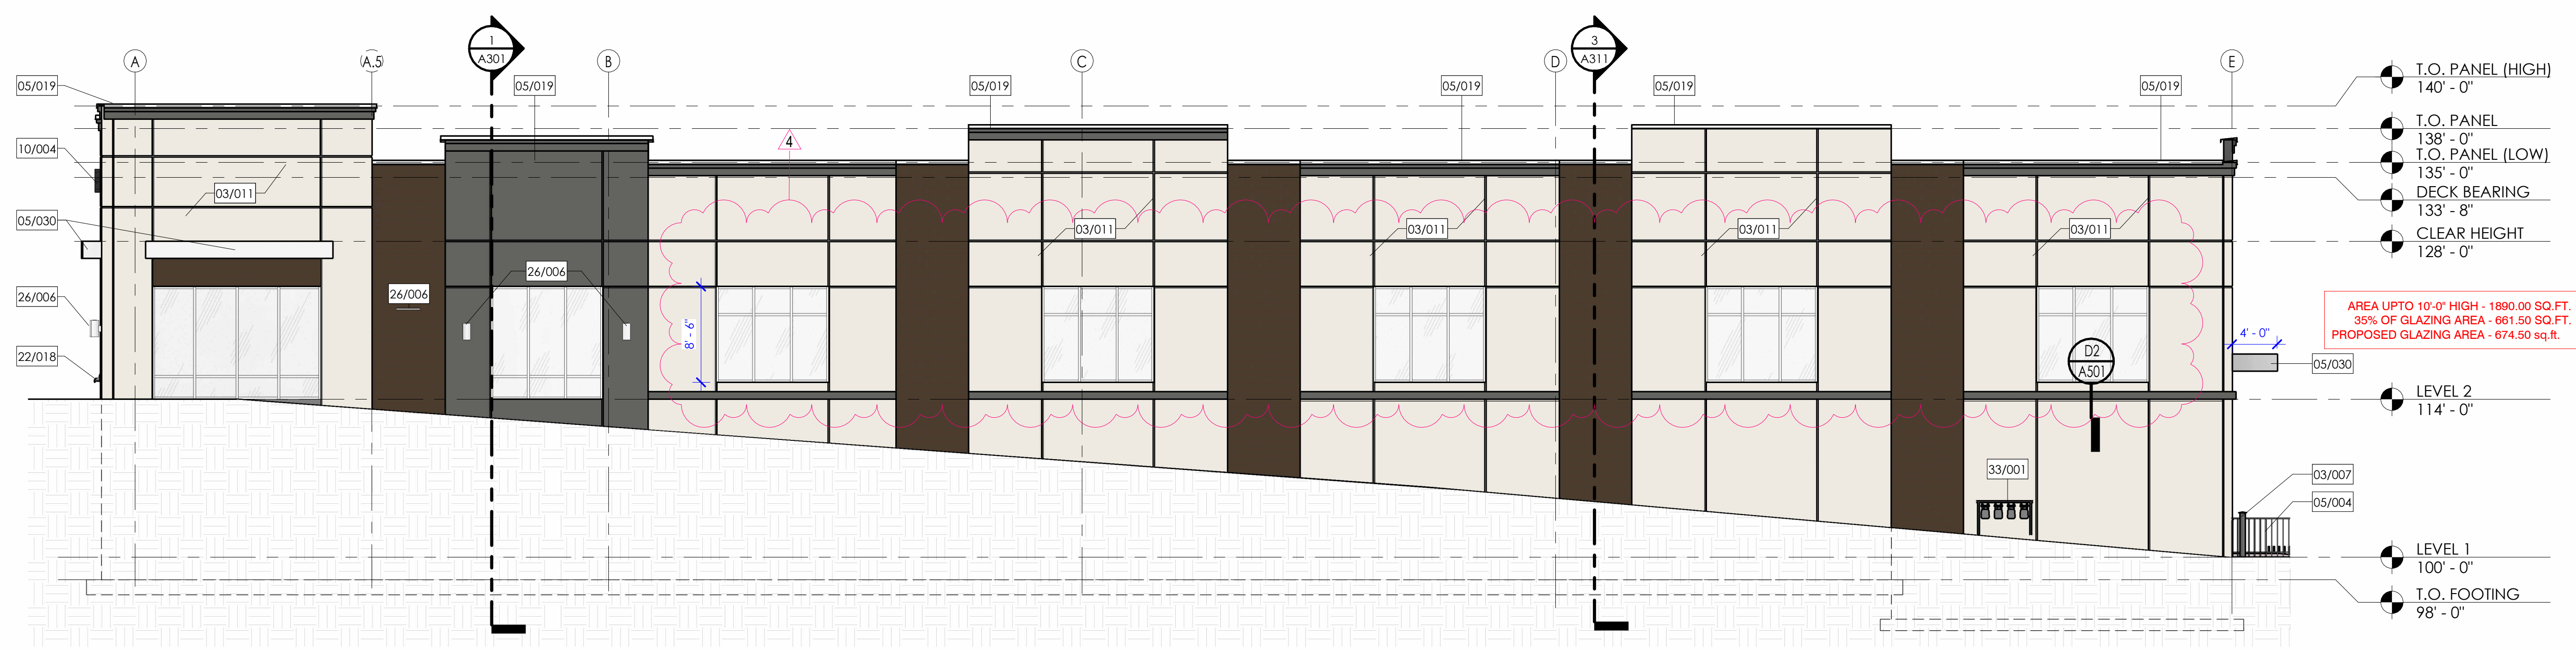 1
A301
3
A311
A
(A.5)
B
C
D
E
05/019
05/019
05/019
05/019
05/019
05/019
10/004
03/011
05/030
26/006
22/018
26/006
26/006
4
8' - 6"
03/011
03/011
03/011
03/011
D2
A501
33/001
4' - 0"
05/030
03/007
05/004
T.O. PANEL (HIGH)
140' - 0"
T.O. PANEL
138' - 0"
T.O. PANEL (LOW)
135' - 0"
DECK BEARING
133' - 8"
CLEAR HEIGHT
128' - 0"
AREA UPTO 10'-0" HIGH - 1890.00 SQ.FT.
35% OF GLAZING AREA - 661.50 SQ.FT.
PROPOSED GLAZING AREA - 674.50 sq.ft.
LEVEL 2
114' - 0"
LEVEL 1
100' - 0"
T.O. FOOTING
98' - 0"